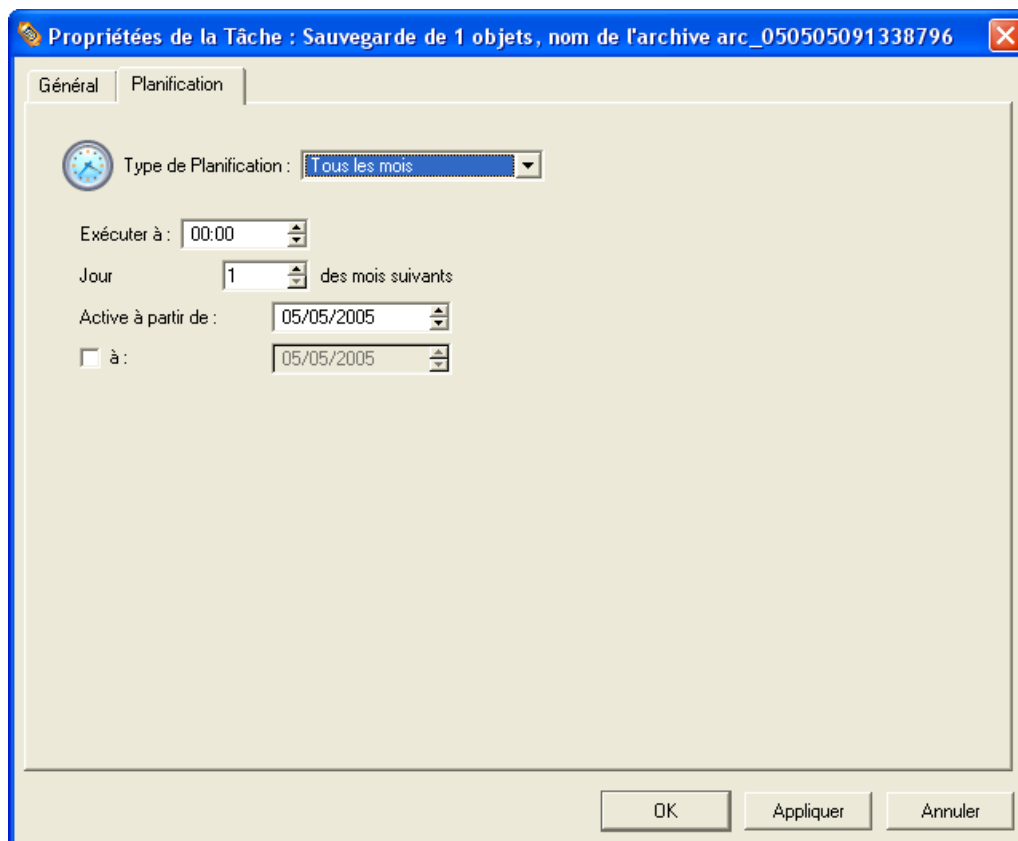 Propriétées de la Tâche : Sauvegarde de 1 objets, nom de l'archive arc_050505091338796
Général Planification
Type de Planification : Tous les mois
Exécuter à : 00:00
Jour 1 des mois suivants
Active à partir de : 05/05/2005
à : 05/05/2005
OK Appliquer Annuler